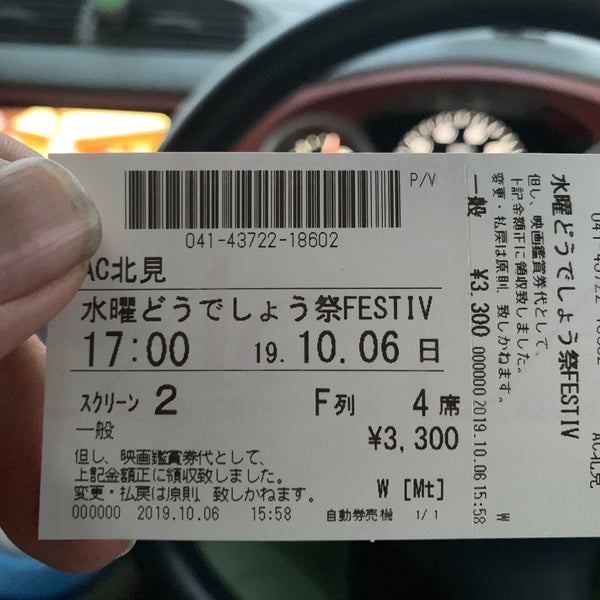 P/V
041-43722-18602
AC北見
水曜どうでしょう祭FESTIV
17:00 19.10.06 日
スクリーン 2 F列 4席
一般 ¥3,300
但し、映画鑑賞券代として、
上記金額正に領収致しました。
変更・払戻は原則 致しかねます。
W [Mt]
000000 2019.10.06 15:58 自動券売機 1/1
041-43722-18602
AC北見
水曜どうでしょう祭FESTIV
但し、映画鑑賞券代として、
上記金額正に領収致しました。
変更・払戻は原則 致しかねます。
一般 ¥3,300 000000 2019.10.06 15:58 W